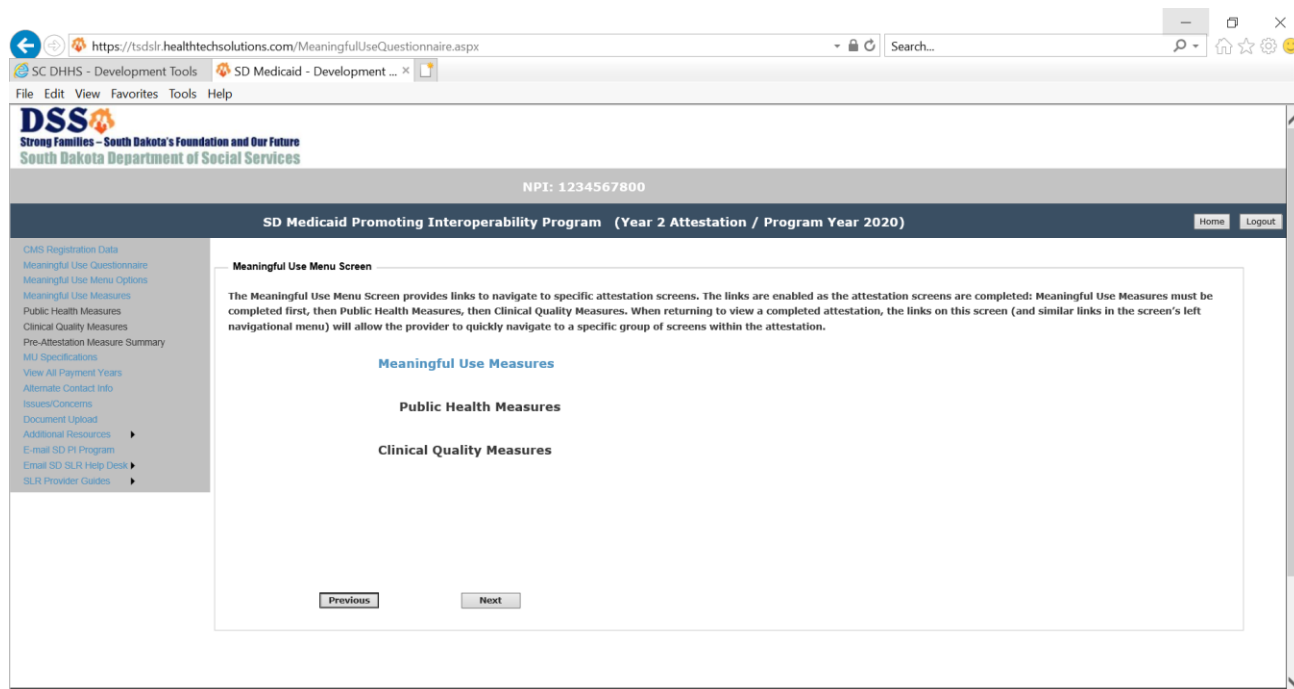 https://tsdslr.healthtechsolutions.com/MeaningfulUseQuestionnaire.aspx
Search...
SC DHHS - Development Tools
SD Medicaid - Development ...
File Edit View Favorites Tools Help
DSS
Strong Families – South Dakota's Foundation and Our Future
South Dakota Department of Social Services
NPI: 1234567800
SD Medicaid Promoting Interoperability Program (Year 2 Attestation / Program Year 2020)
Home Logout
CMS Registration Data
Meaningful Use Questionnaire
Meaningful Use Menu Options
Meaningful Use Measures
Public Health Measures
Clinical Quality Measures
Pre-Attestation Measure Summary
MU Specifications
View All Payment Years
Alternate Contact Info
Issues/Concerns
Document Upload
Additional Resources
E-mail SD PI Program
Email SD SLR Help Desk
SLR Provider Guides
Meaningful Use Menu Screen
The Meaningful Use Menu Screen provides links to navigate to specific attestation screens. The links are enabled as the attestation screens are completed: Meaningful Use Measures must be
completed first, then Public Health Measures, then Clinical Quality Measures. When returning to view a completed attestation, the links on this screen (and similar links in the screen's left
navigational menu) will allow the provider to quickly navigate to a specific group of screens within the attestation.
Meaningful Use Measures
Public Health Measures
Clinical Quality Measures
Previous Next